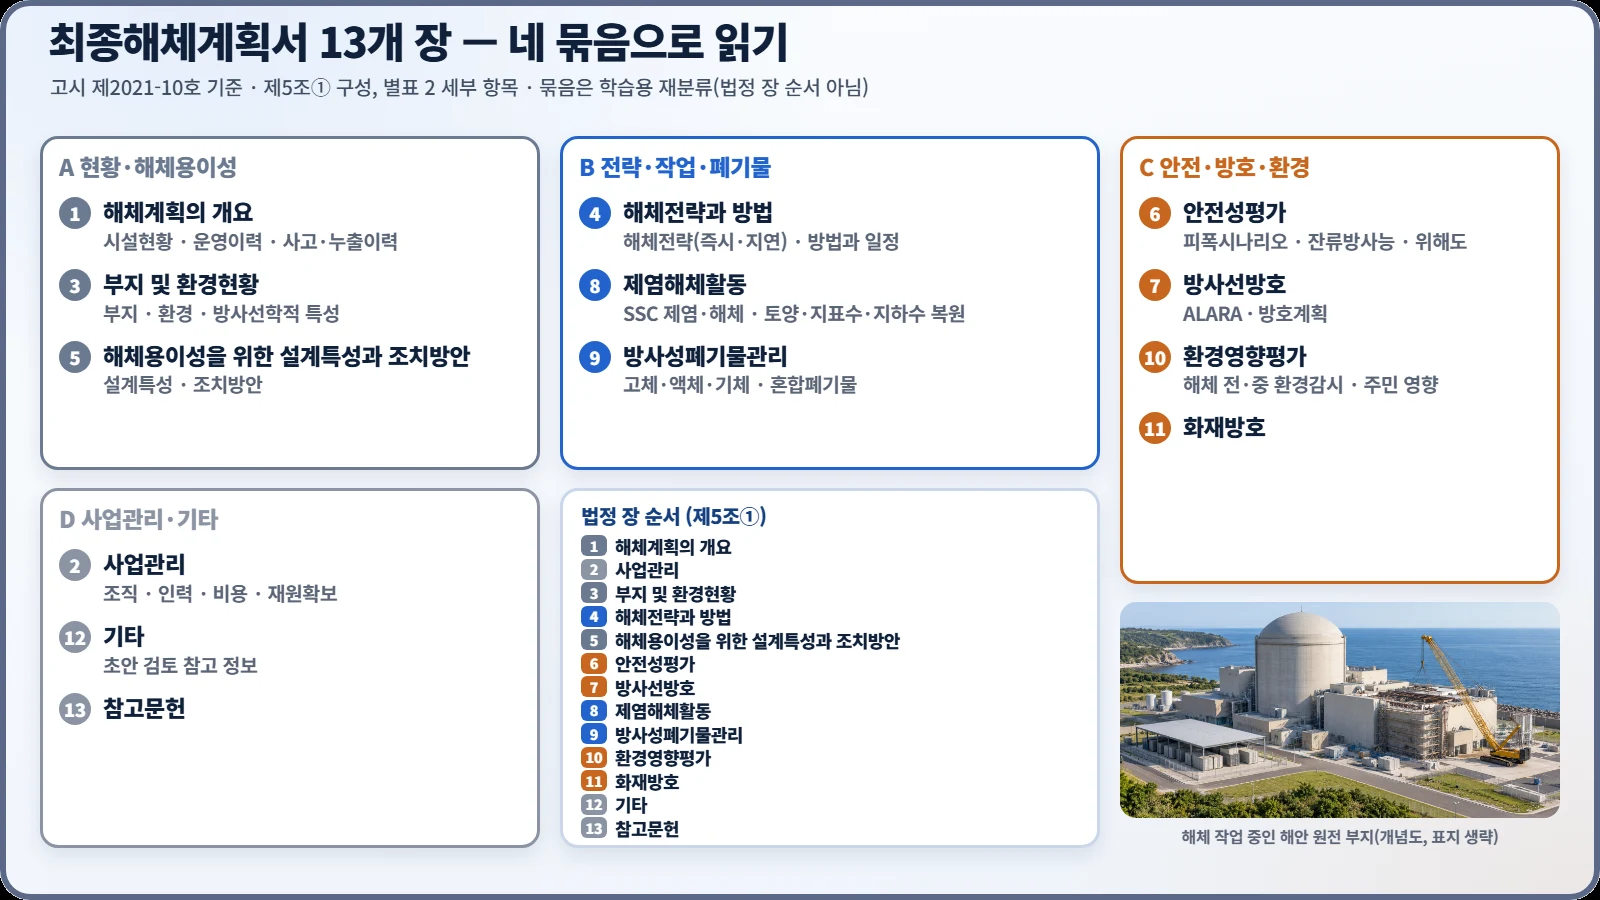 최종해체계획서 13개 장 — 네 묶음으로 읽기
고시 제2021-10호 기준 · 제5조① 구성, 별표 2 세부 항목 · 묶음은 학습용 재분류(법정 장 순서 아님)
A 현황·해체용이성
1 해체계획의 개요
시설현황 · 운영이력 · 사고·누출이력
3 부지 및 환경현황
부지 · 환경 · 방사선학적 특성
5 해체용이성을 위한 설계특성과 조치방안
설계특성 · 조치방안
B 전략·작업·폐기물
4 해체전략과 방법
해체전략(즉시·지연) · 방법과 일정
8 제염해체활동
SSC 제염·해체 · 토양·지표수·지하수 복원
9 방사성폐기물관리
고체·액체·기체 · 혼합폐기물
C 안전·방호·환경
6 안전성평가
피폭시나리오 · 잔류방사능 · 위해도
7 방사선방호
ALARA · 방호계획
10 환경영향평가
해체 전·중 환경감시 · 주민 영향
11 화재방호
D 사업관리·기타
2 사업관리
조직 · 인력 · 비용 · 재원확보
12 기타
초안 검토 참고 정보
13 참고문헌
법정 장 순서 (제5조①)
1 해체계획의 개요
2 사업관리
3 부지 및 환경현황
4 해체전략과 방법
5 해체용이성을 위한 설계특성과 조치방안
6 안전성평가
7 방사선방호
8 제염해체활동
9 방사성폐기물관리
10 환경영향평가
11 화재방호
12 기타
13 참고문헌
해체 작업 중인 해안 원전 부지(개념도, 표지 생략)